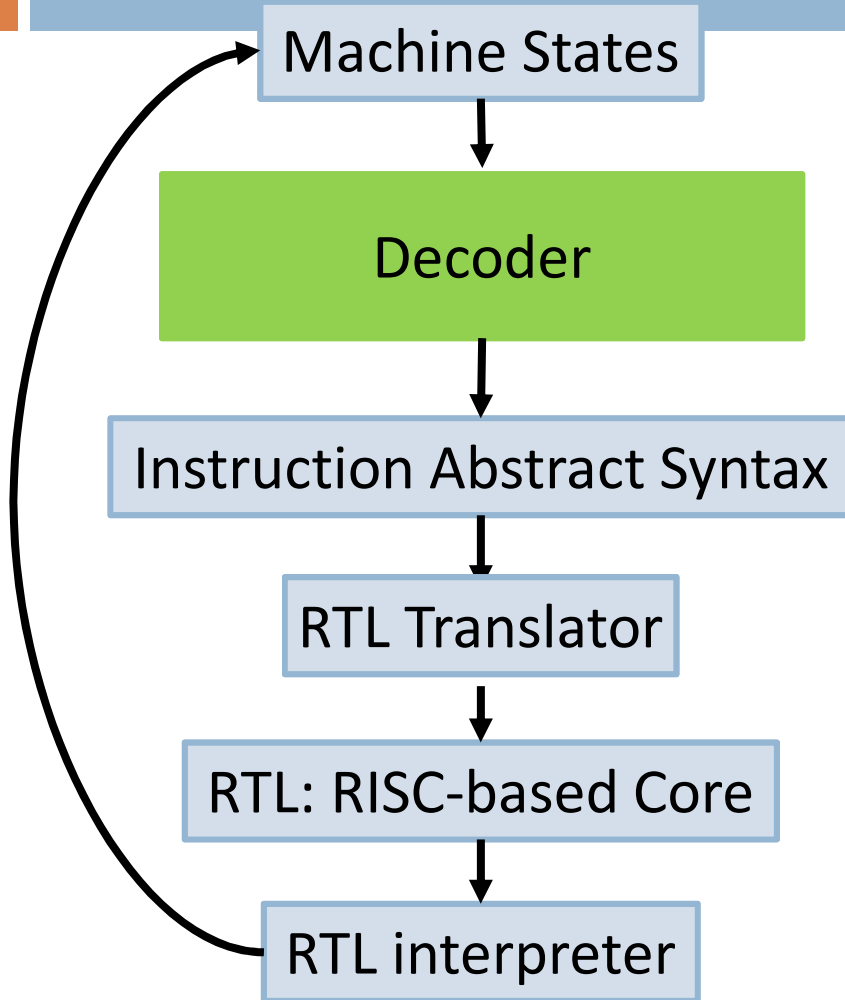 Machine States
Decoder
Instruction Abstract Syntax
RTL Translator
RTL: RISC-based Core
RTL interpreter